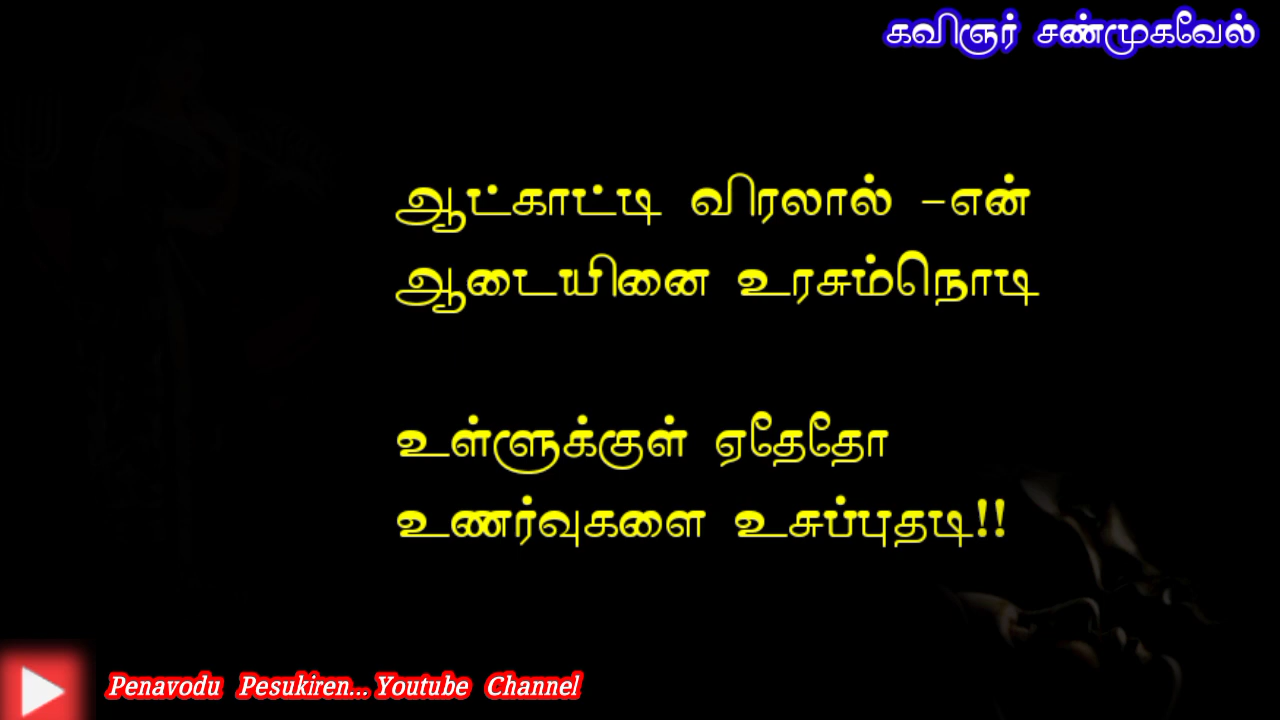 கவிஞர் சண்முகவேல்
ஆட்காட்டி விரலால் -என்
ஆடையினை உரசும்நொடி
உள்ளுக்குள் ஏதேதோ
உணர்வுகளை உசுப்புதடி!!
Penavodu Pesukiren... Youtube Channel